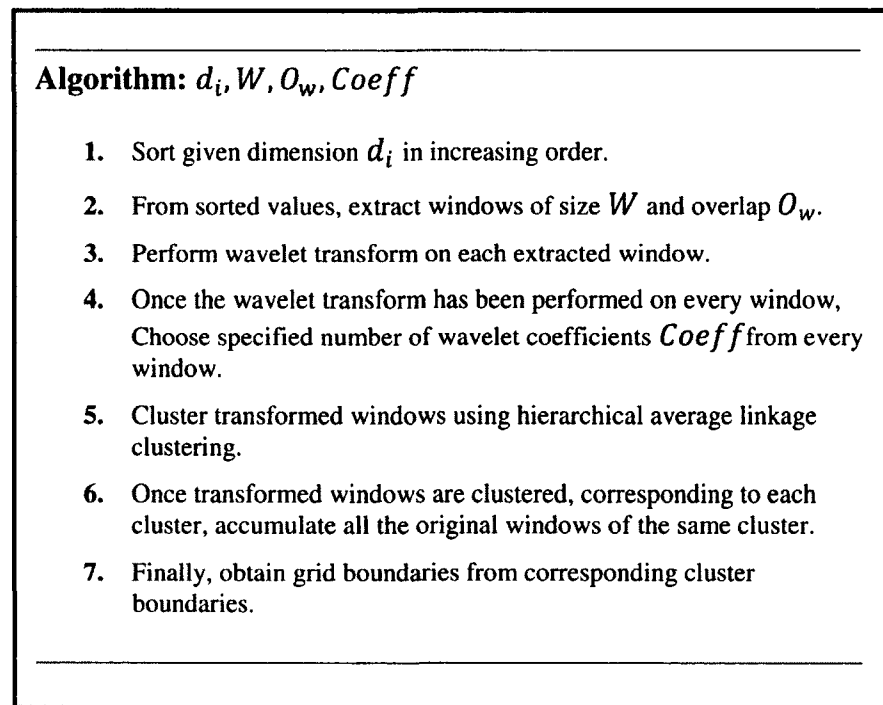 Algorithm: d_i, W, O_w, Coeff
1. Sort given dimension d_i in increasing order.
2. From sorted values, extract windows of size W and overlap O_w.
3. Perform wavelet transform on each extracted window.
4. Once the wavelet transform has been performed on every window,
Choose specified number of wavelet coefficients Coeff from every
window.
5. Cluster transformed windows using hierarchical average linkage
clustering.
6. Once transformed windows are clustered, corresponding to each
cluster, accumulate all the original windows of the same cluster.
7. Finally, obtain grid boundaries from corresponding cluster
boundaries.